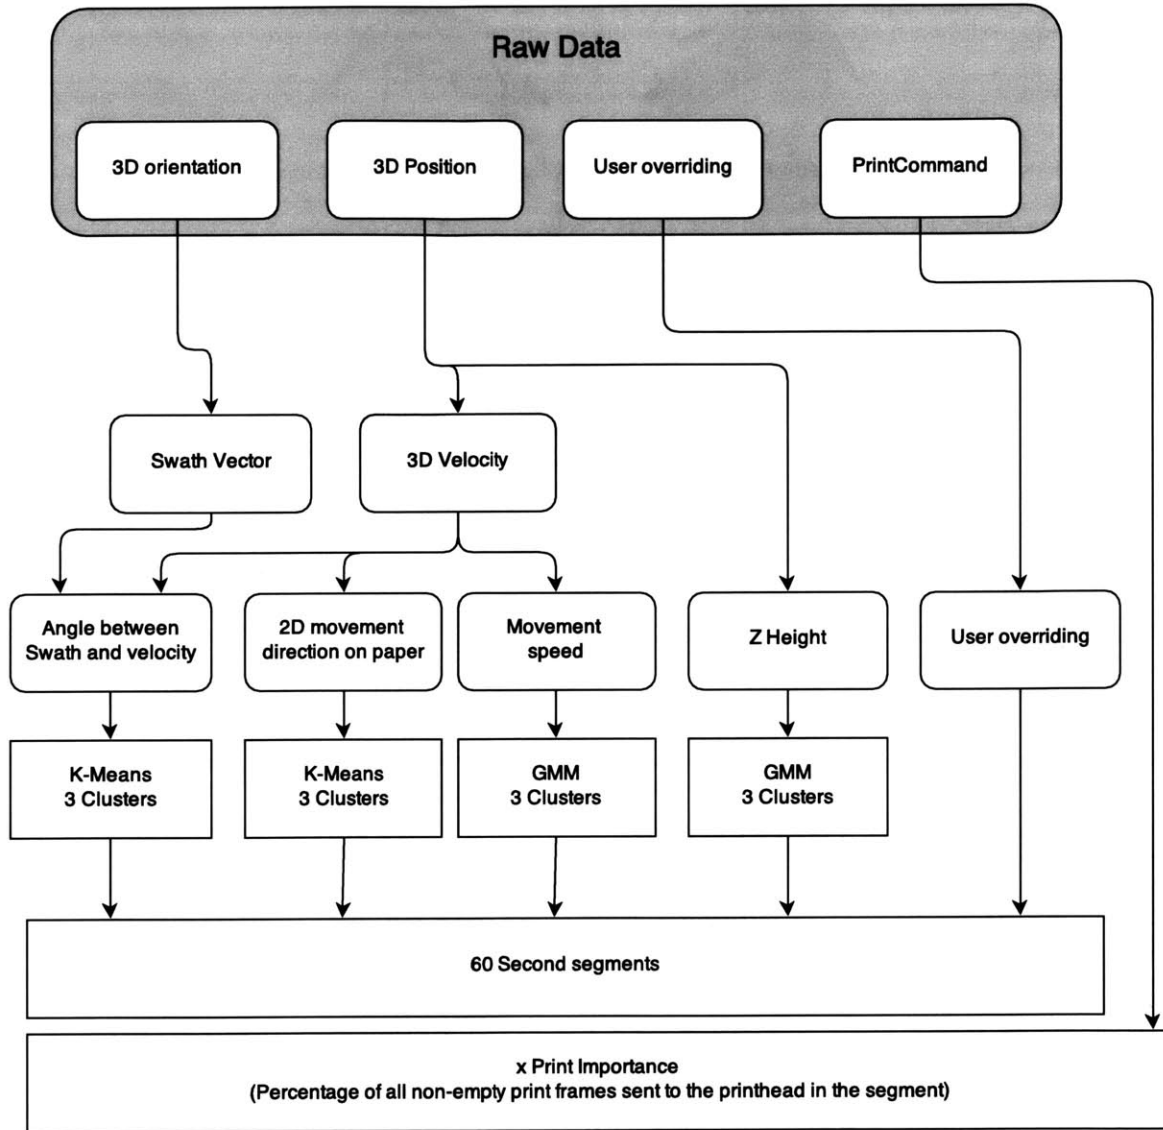 Raw Data
3D orientation
3D Position
User overriding
PrintCommand
Swath Vector
3D Velocity
Angle between
Swath and velocity
2D movement
direction on paper
Movement
speed
Z Height
User overriding
K-Means
3 Clusters
K-Means
3 Clusters
GMM
3 Clusters
GMM
3 Clusters
60 Second segments
x Print Importance
(Percentage of all non-empty print frames sent to the printhead in the segment)